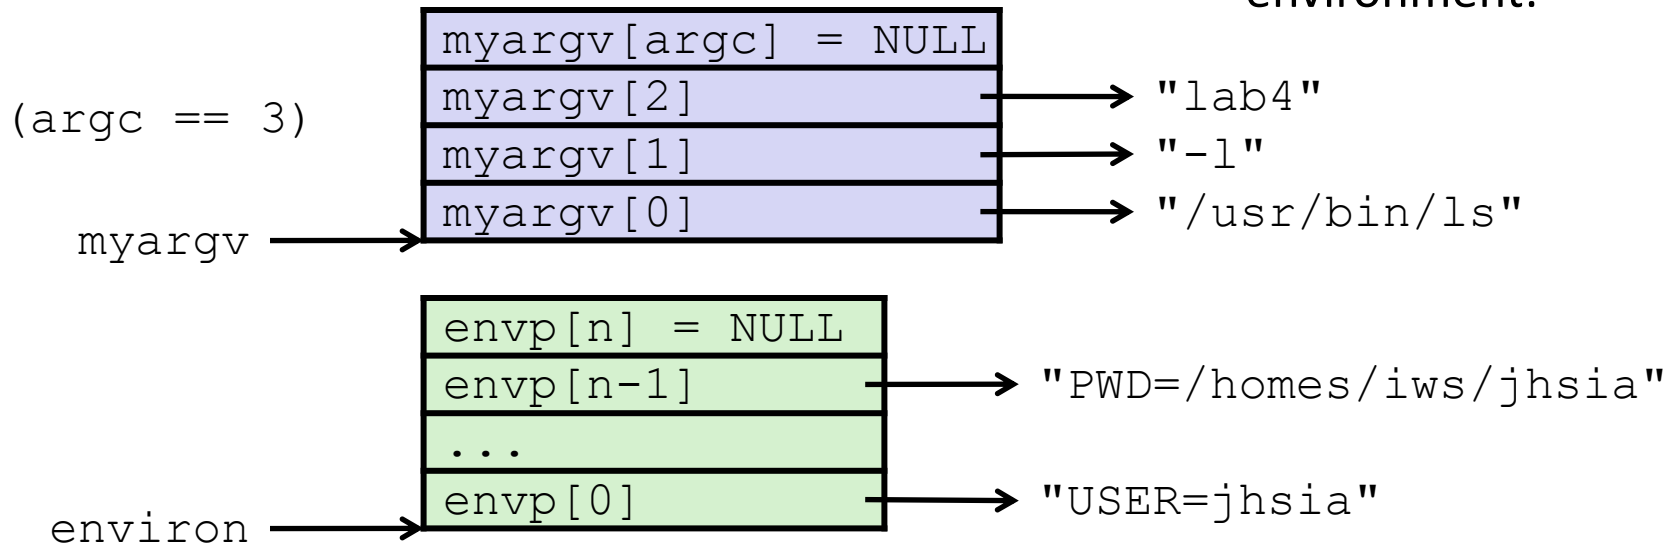 environment:
myargv[argc] = NULL
(argc == 3)
myargv[2]
"lab4"
myargv[1]
"-l"
myargv[0]
"/usr/bin/ls"
myargv
envp[n] = NULL
envp[n-1]
"PWD=/homes/iws/jhsia"
...
envp[0]
"USER=jhsia"
environ